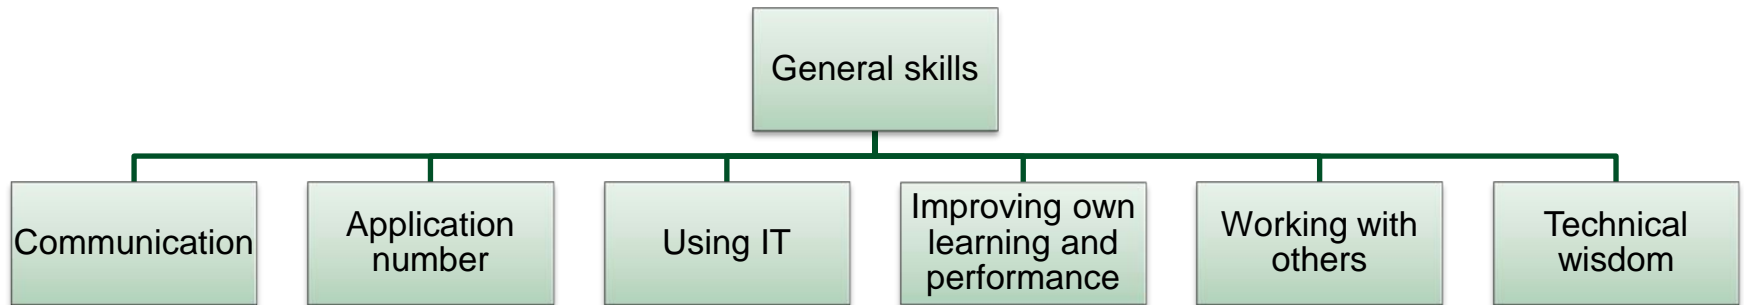 General skills
Communication
Application
number
Using IT
Improving own
learning and
performance
Working with
others
Technical
wisdom